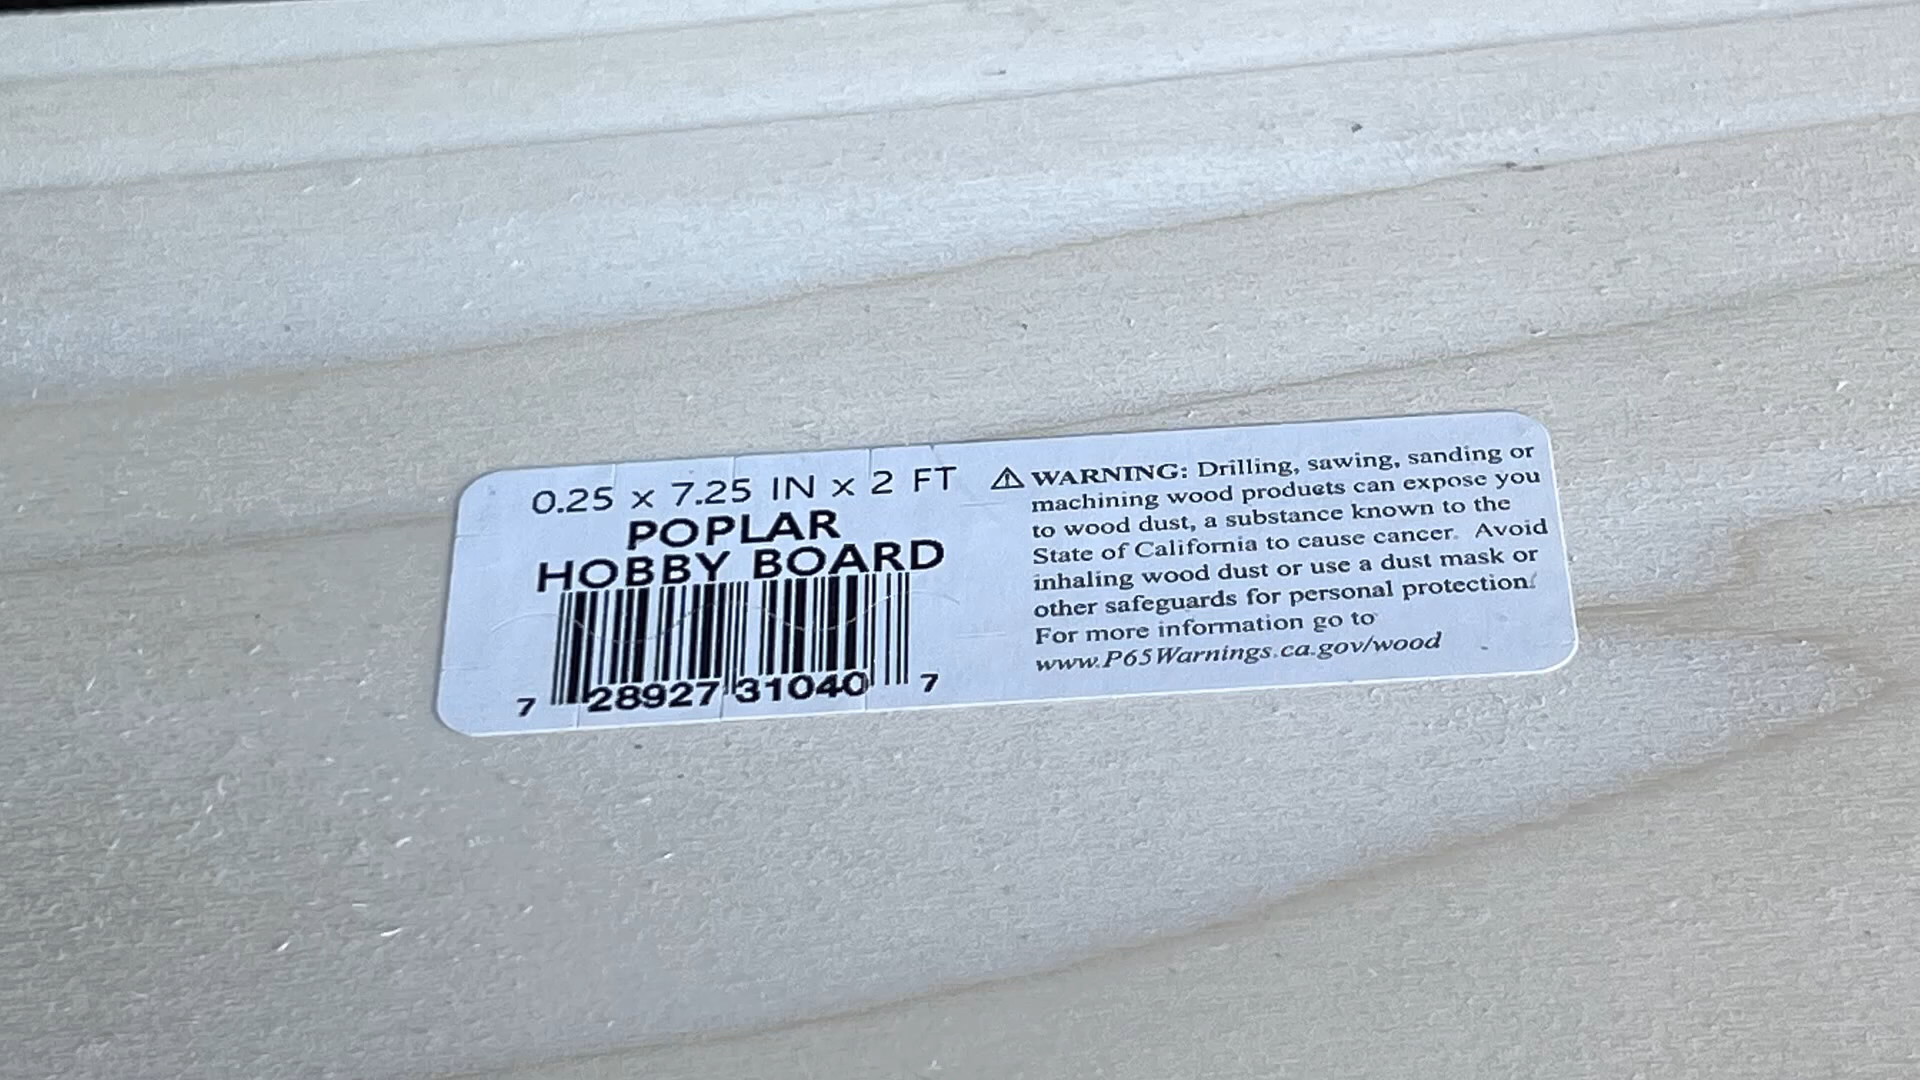 0.25 x 7.25 IN x 2 FT
POPLAR
HOBBY BOARD
7 28927 31040 7
⚠ WARNING: Drilling, sawing, sanding or
machining wood products can expose you
to wood dust, a substance known to the
State of California to cause cancer. Avoid
inhaling wood dust or use a dust mask or
other safeguards for personal protection.
For more information go to
www.P65Warnings.ca.gov/wood